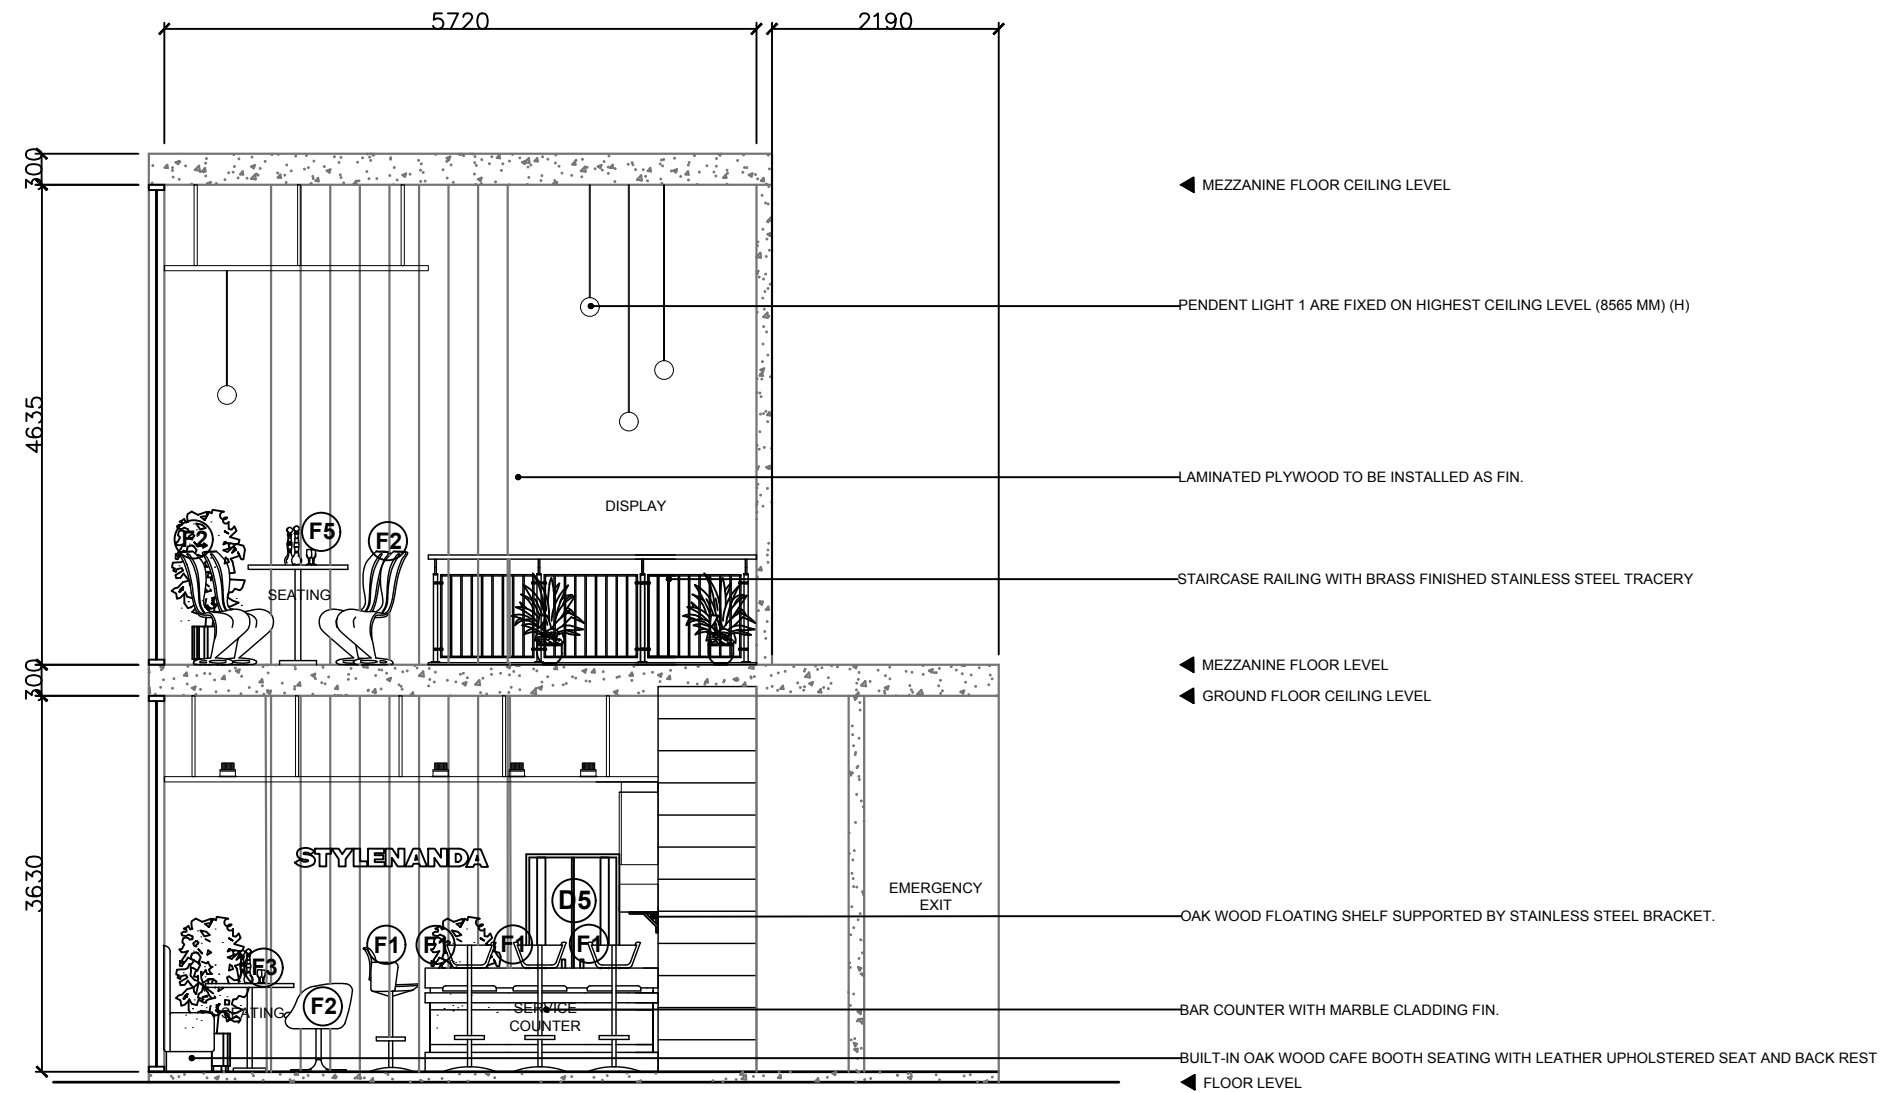 5720
2190
300
MEZZANINE FLOOR CEILING LEVEL
PENDENT LIGHT 1 ARE FIXED ON HIGHEST CEILING LEVEL (8565 MM) (H)
4635
LAMINATED PLYWOOD TO BE INSTALLED AS FIN.
DISPLAY
F2
F5
F2
STAIRCASE RAILING WITH BRASS FINISHED STAINLESS STEEL TRACERY
SEATING
MEZZANINE FLOOR LEVEL
300
GROUND FLOOR CEILING LEVEL
STYLENANDA
3630
EMERGENCY
EXIT
D5
OAK WOOD FLOATING SHELF SUPPORTED BY STAINLESS STEEL BRACKET.
F1
F1
F1
F1
F3
F2
SEATING
SERVICE
COUNTER
BAR COUNTER WITH MARBLE CLADDING FIN.
BUILT-IN OAK WOOD CAFE BOOTH SEATING WITH LEATHER UPHOLSTERED SEAT AND BACK REST
FLOOR LEVEL